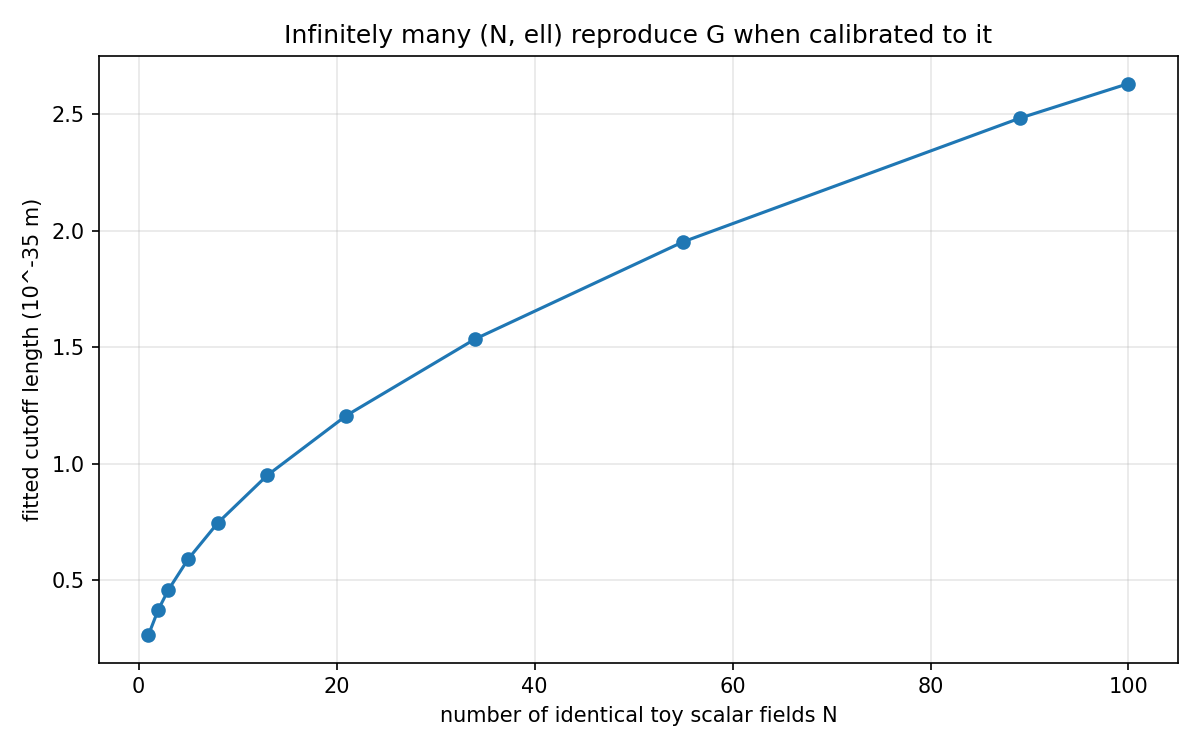 Infinitely many (N, ell) reproduce G when calibrated to it
fitted cutoff length (10^-35 m)
2.5
2.0
1.5
1.0
0.5
0 20 40 60 80 100
number of identical toy scalar fields N